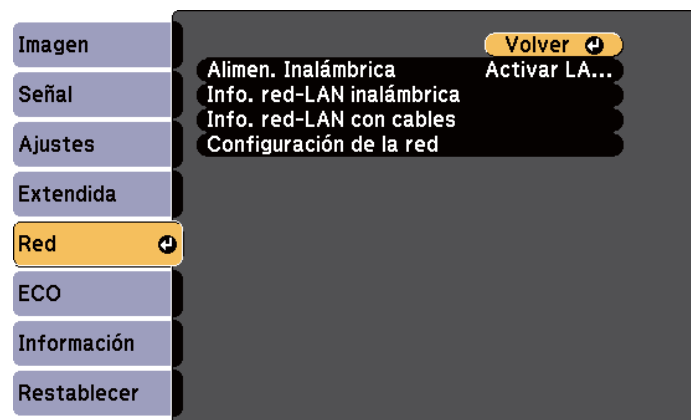 Imagen
Señal
Ajustes
Extendida
Red
ECO
Información
Restablecer
Volver
Alimen. Inalámbrica Activar LA...
Info. red-LAN inalámbrica
Info. red-LAN con cables
Configuración de la red